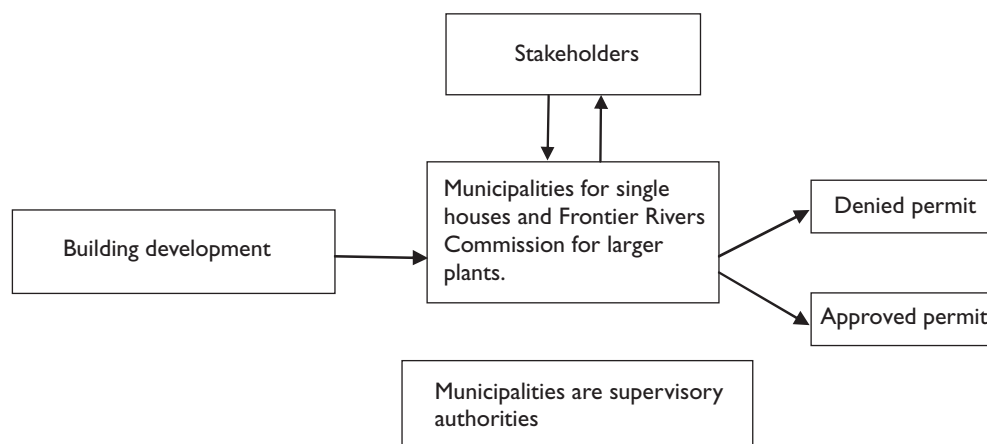 Stakeholders
Municipalities for single
houses and Frontier Rivers
Commission for larger
plants.
Building development
Denied permit
Approved permit
Municipalities are supervisory
authorities